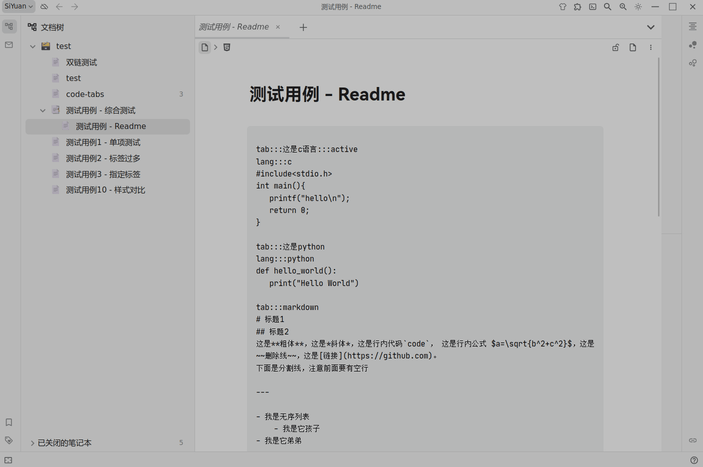 SiYuan
测试用例 - Readme
文档树
测试用例 - Readme
test
双链测试
test
code-tabs 3
测试用例 - 综合测试
测试用例 - Readme
测试用例1 - 单项测试
测试用例2 - 标签过多
测试用例3 - 指定标签
测试用例10 - 样式对比
已关闭的笔记本 5
测试用例 - Readme
tab:::这是c语言:::active
lang:::c
#include<stdio.h>
int main(){
    printf("hello\n");
    return 0;
}
tab:::这是python
lang:::python
def hello_world():
    print("Hello World")
tab:::markdown
# 标题1
## 标题2
这是**粗体**，这是*斜体*，这是行内代码`code`， 这是行内公式 $a=\sqrt{b^2+c^2}$，这是
~~删除线~~，这是[链接](https://github.com)。
下面是分割线，注意前面要有空行
---
- 我是无序列表
    - 我是它孩子
- 我是它弟弟